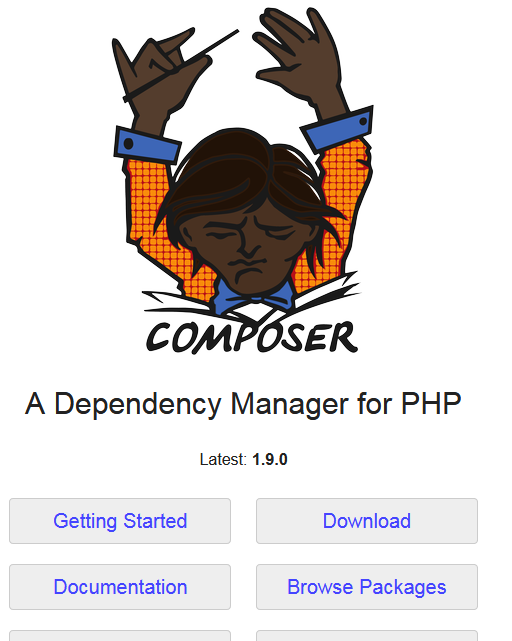 COMPOSER
A Dependency Manager for PHP
Latest: 1.9.0
Getting Started
Download
Documentation
Browse Packages